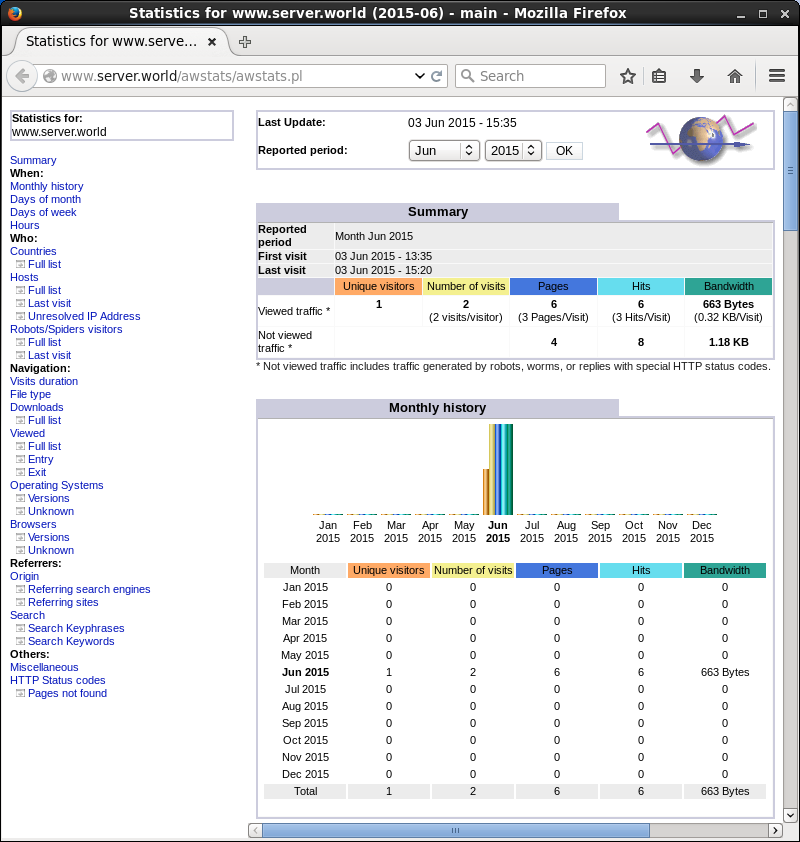 Statistics for www.server.world (2015-06) - main - Mozilla Firefox
Statistics for www.serve...
www.server.world/awstats/awstats.pl
Search
Statistics for:
www.server.world
Summary
When:
Monthly history
Days of month
Days of week
Hours
Who:
Countries
Full list
Hosts
Full list
Last visit
Unresolved IP Address
Robots/Spiders visitors
Full list
Last visit
Navigation:
Visits duration
File type
Downloads
Full list
Viewed
Full list
Entry
Exit
Operating Systems
Versions
Unknown
Browsers
Versions
Unknown
Referrers:
Origin
Referring search engines
Referring sites
Search
Search Keyphrases
Search Keywords
Others:
Miscellaneous
HTTP Status codes
Pages not found
Last Update: 03 Jun 2015 - 15:35
Reported period: Jun 2015 OK
Summary
Reported period Month Jun 2015
First visit 03 Jun 2015 - 13:35
Last visit 03 Jun 2015 - 15:20
Unique visitors Number of visits Pages Hits Bandwidth
Viewed traffic * 1 2 6 6 663 Bytes
(2 visits/visitor) (3 Pages/Visit) (3 Hits/Visit) (0.32 KB/Visit)
Not viewed traffic * 4 8 1.18 KB
* Not viewed traffic includes traffic generated by robots, worms, or replies with special HTTP status codes.
Monthly history
Jan Feb Mar Apr May Jun Jul Aug Sep Oct Nov Dec
2015 2015 2015 2015 2015 2015 2015 2015 2015 2015 2015 2015
Month Unique visitors Number of visits Pages Hits Bandwidth
Jan 2015 0 0 0 0 0
Feb 2015 0 0 0 0 0
Mar 2015 0 0 0 0 0
Apr 2015 0 0 0 0 0
May 2015 0 0 0 0 0
Jun 2015 1 2 6 6 663 Bytes
Jul 2015 0 0 0 0 0
Aug 2015 0 0 0 0 0
Sep 2015 0 0 0 0 0
Oct 2015 0 0 0 0 0
Nov 2015 0 0 0 0 0
Dec 2015 0 0 0 0 0
Total 1 2 6 6 663 Bytes